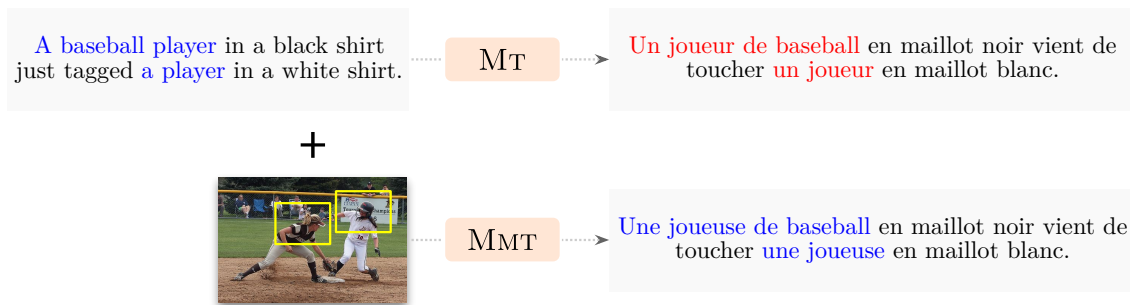 A baseball player in a black shirt
just tagged a player in a white shirt.
MT
Un joueur de baseball en maillot noir vient de
toucher un joueur en maillot blanc.
+
MMT
Une joueuse de baseball en maillot noir vient de
toucher une joueuse en maillot blanc.